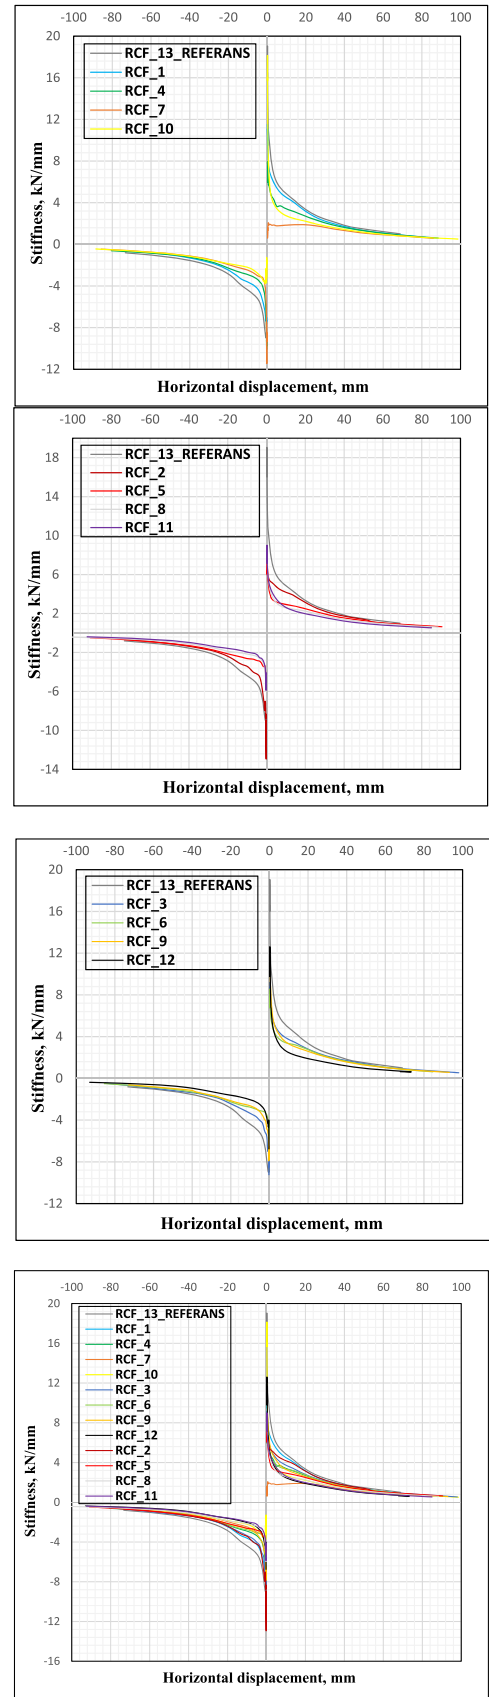 20
16
12
8
4
0
-4
-8
-12
Stiffness, kN/mm
RCF_13_REFERANS
RCF_1
RCF_4
RCF_7
RCF_10
-100 -80 -60 -40 -20 0 20 40 60 80 100
Horizontal displacement, mm
-100 -80 -60 -40 -20 0 20 40 60 80 100
18
14
10
6
2
-2
-6
-10
-14
Stiffness, kN/mm
RCF_13_REFERANS
RCF_2
RCF_5
RCF_8
RCF_11
Horizontal displacement, mm
-100 -80 -60 -40 -20 0 20 40 60 80 100
20
16
12
8
4
0
-4
-8
-12
Stiffness, kN/mm
RCF_13_REFERANS
RCF_3
RCF_6
RCF_9
RCF_12
Horizontal displacement, mm
-100 -80 -60 -40 -20 0 20 40 60 80 100
20
16
12
8
4
0
-4
-8
-12
-16
Stiffness, kN/mm
RCF_13_REFERANS
RCF_1
RCF_4
RCF_7
RCF_10
RCF_3
RCF_6
RCF_9
RCF_12
RCF_2
RCF_5
RCF_8
RCF_11
Horizontal displacement, mm